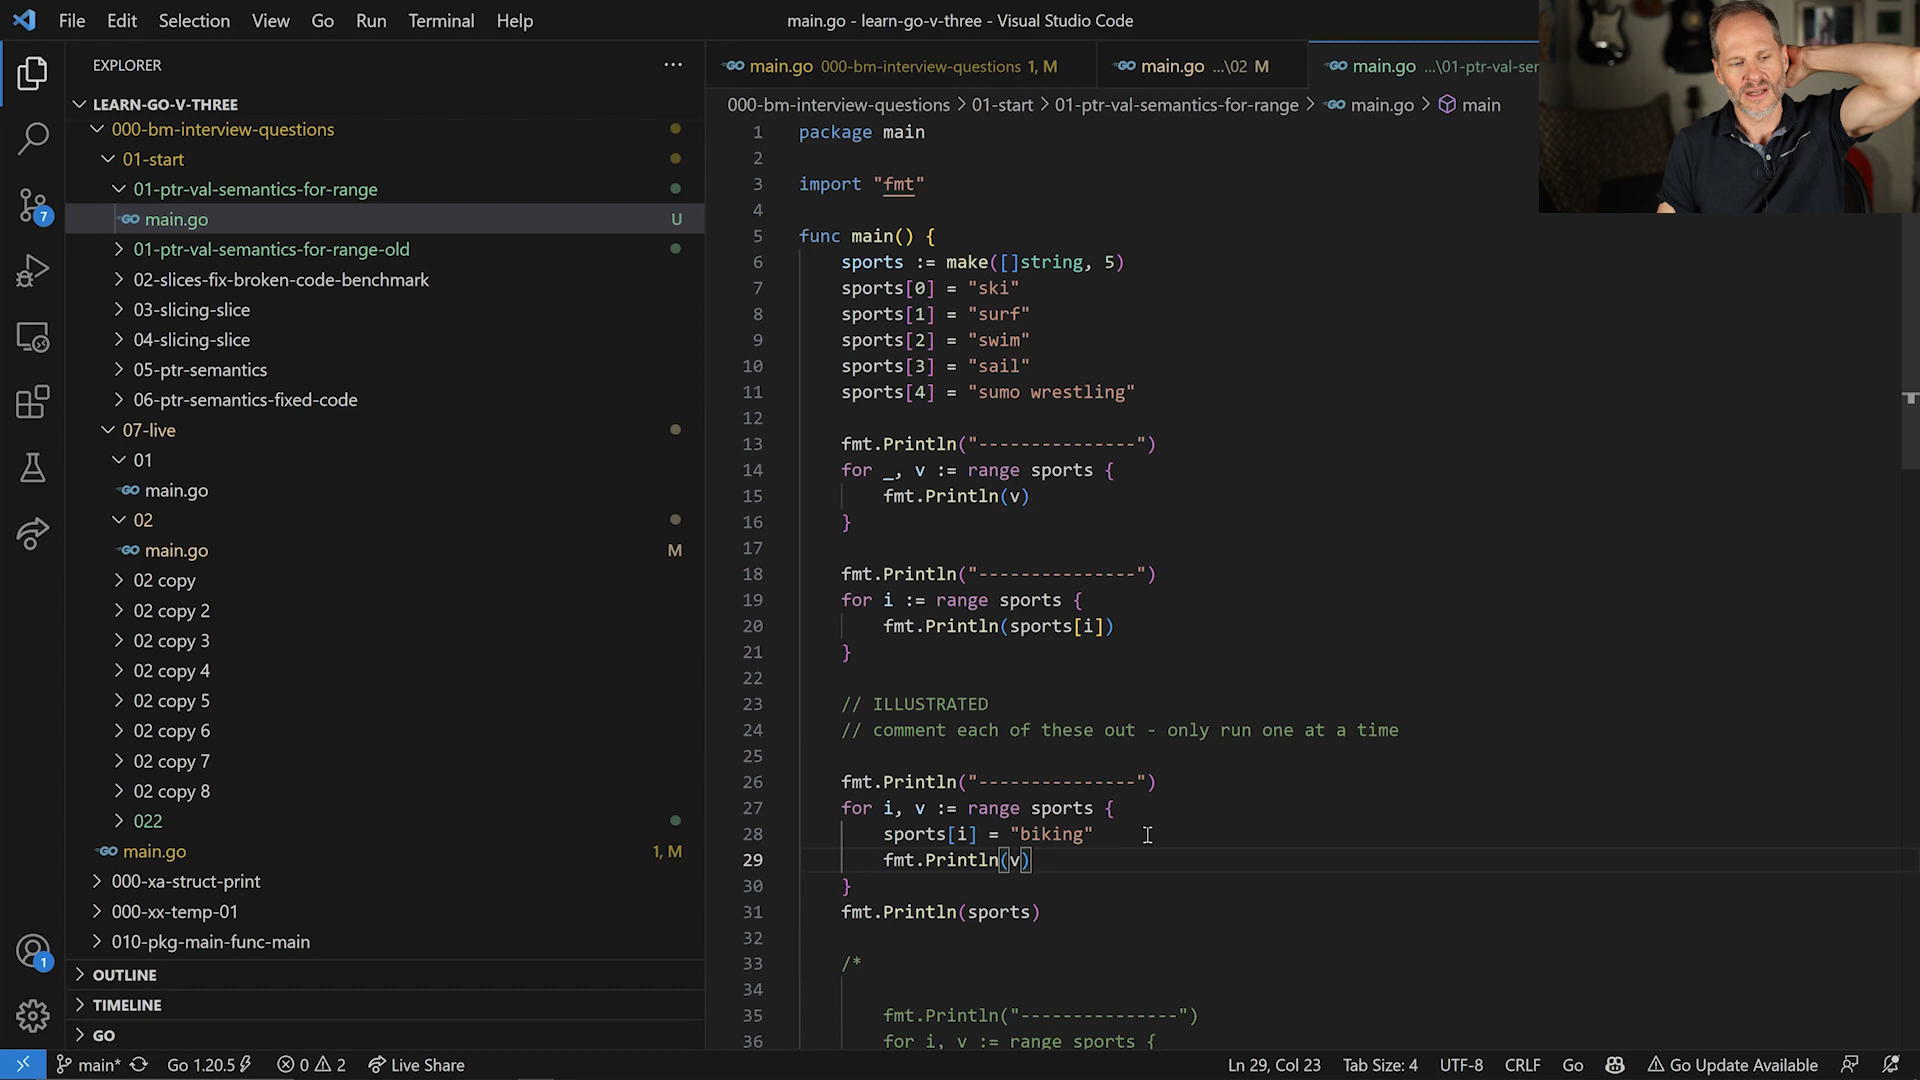 File Edit Selection View Go Run Terminal Help
main.go - learn-go-v-three - Visual Studio Code
EXPLORER
LEARN-GO-V-THREE
000-bm-interview-questions
01-start
01-ptr-val-semantics-for-range
main.go U
01-ptr-val-semantics-for-range-old
02-slices-fix-broken-code-benchmark
03-slicing-slice
04-slicing-slice
05-ptr-semantics
06-ptr-semantics-fixed-code
07-live
01
main.go
02
main.go M
02 copy
02 copy 2
02 copy 3
02 copy 4
02 copy 5
02 copy 6
02 copy 7
02 copy 8
022
main.go 1, M
000-xa-struct-print
000-xx-temp-01
010-pkg-main-func-main
OUTLINE
TIMELINE
GO
7
1
main.go 000-bm-interview-questions 1, M
main.go ...\02 M
main.go ...\01-ptr-val-ser
000-bm-interview-questions > 01-start > 01-ptr-val-semantics-for-range > main.go > main
1 package main
2
3 import "fmt"
4
5 func main() {
6 sports := make([]string, 5)
7 sports[0] = "ski"
8 sports[1] = "surf"
9 sports[2] = "swim"
10 sports[3] = "sail"
11 sports[4] = "sumo wrestling"
12
13 fmt.Println("---------------")
14 for _, v := range sports {
15 fmt.Println(v)
16 }
17
18 fmt.Println("---------------")
19 for i := range sports {
20 fmt.Println(sports[i])
21 }
22
23 // ILLUSTRATED
24 // comment each of these out - only run one at a time
25
26 fmt.Println("---------------")
27 for i, v := range sports {
28 sports[i] = "biking"
29 fmt.Println(v)
30 }
31 fmt.Println(sports)
32
33 /*
34
35 fmt.Println("---------------")
36 for i, v := range sports {
main* Go 1.20.5 0 2 Live Share
Ln 29, Col 23 Tab Size: 4 UTF-8 CRLF Go Go Update Available